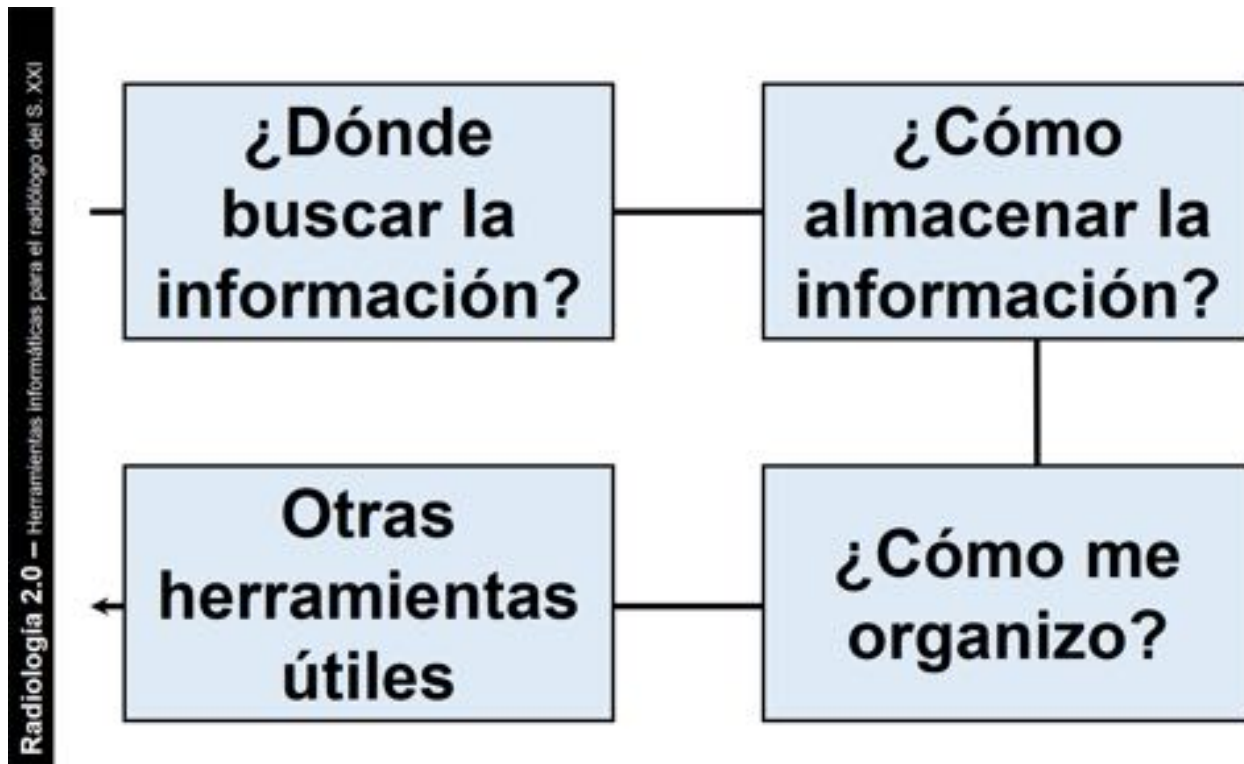 Radiología 2.0 – Herramientas informáticas para el radiólogo del S. XXI
¿Dónde
buscar la
información?
¿Cómo
almacenar la
información?
¿Cómo me
organizo?
Otras
herramientas
útiles